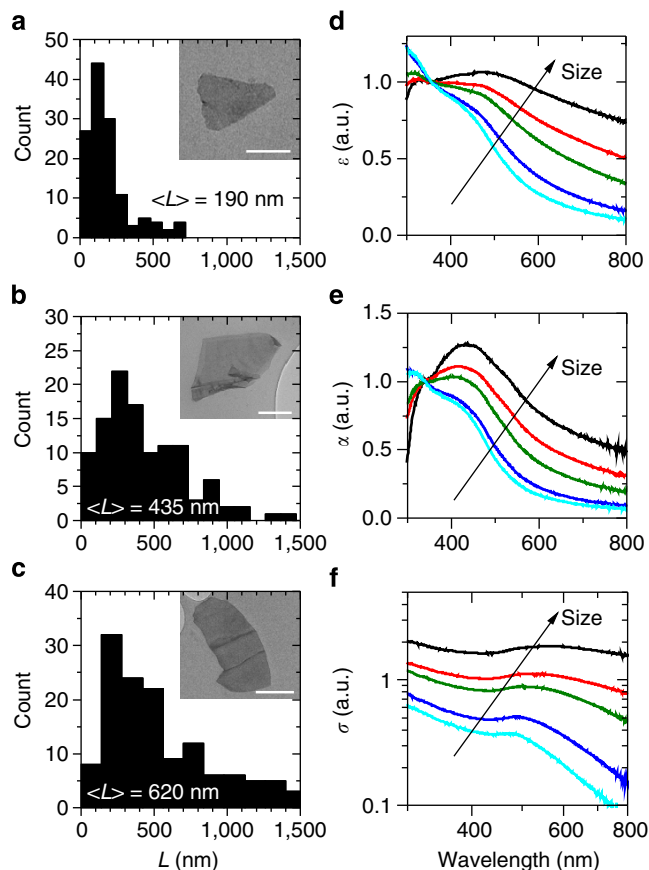 a
50
40
30
20
10
0
Count
<L> = 190 nm
0
500
1,000
1,500
b
30
25
20
15
10
5
0
Count
<L> = 435 nm
0
500
1,000
1,500
c
40
30
20
10
0
Count
<L> = 620 nm
0
500
1,000
1,500
L (nm)
d
1.0
0.5
0.0
ε (a.u.)
Size
400
600
800
e
1.5
1.0
0.5
0.0
α (a.u.)
Size
400
600
800
f
1
0.1
σ (a.u.)
Size
400
600
800
Wavelength (nm)